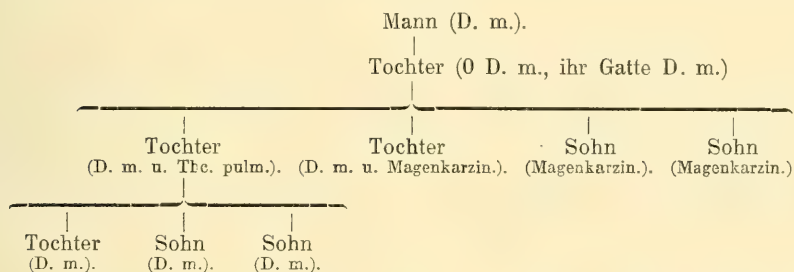 Mann (D. m.).
Tochter (0 D. m., ihr Gatte D. m.)
Tochter Tochter Sohn Sohn
(D. m. u. Tbc. pulm.). (D. m. u. Magenkarzin.). (Magenkarzin.). (Magenkarzin.)
Tochter Sohn Sohn
(D. m.). (D. m.). (D. m.).